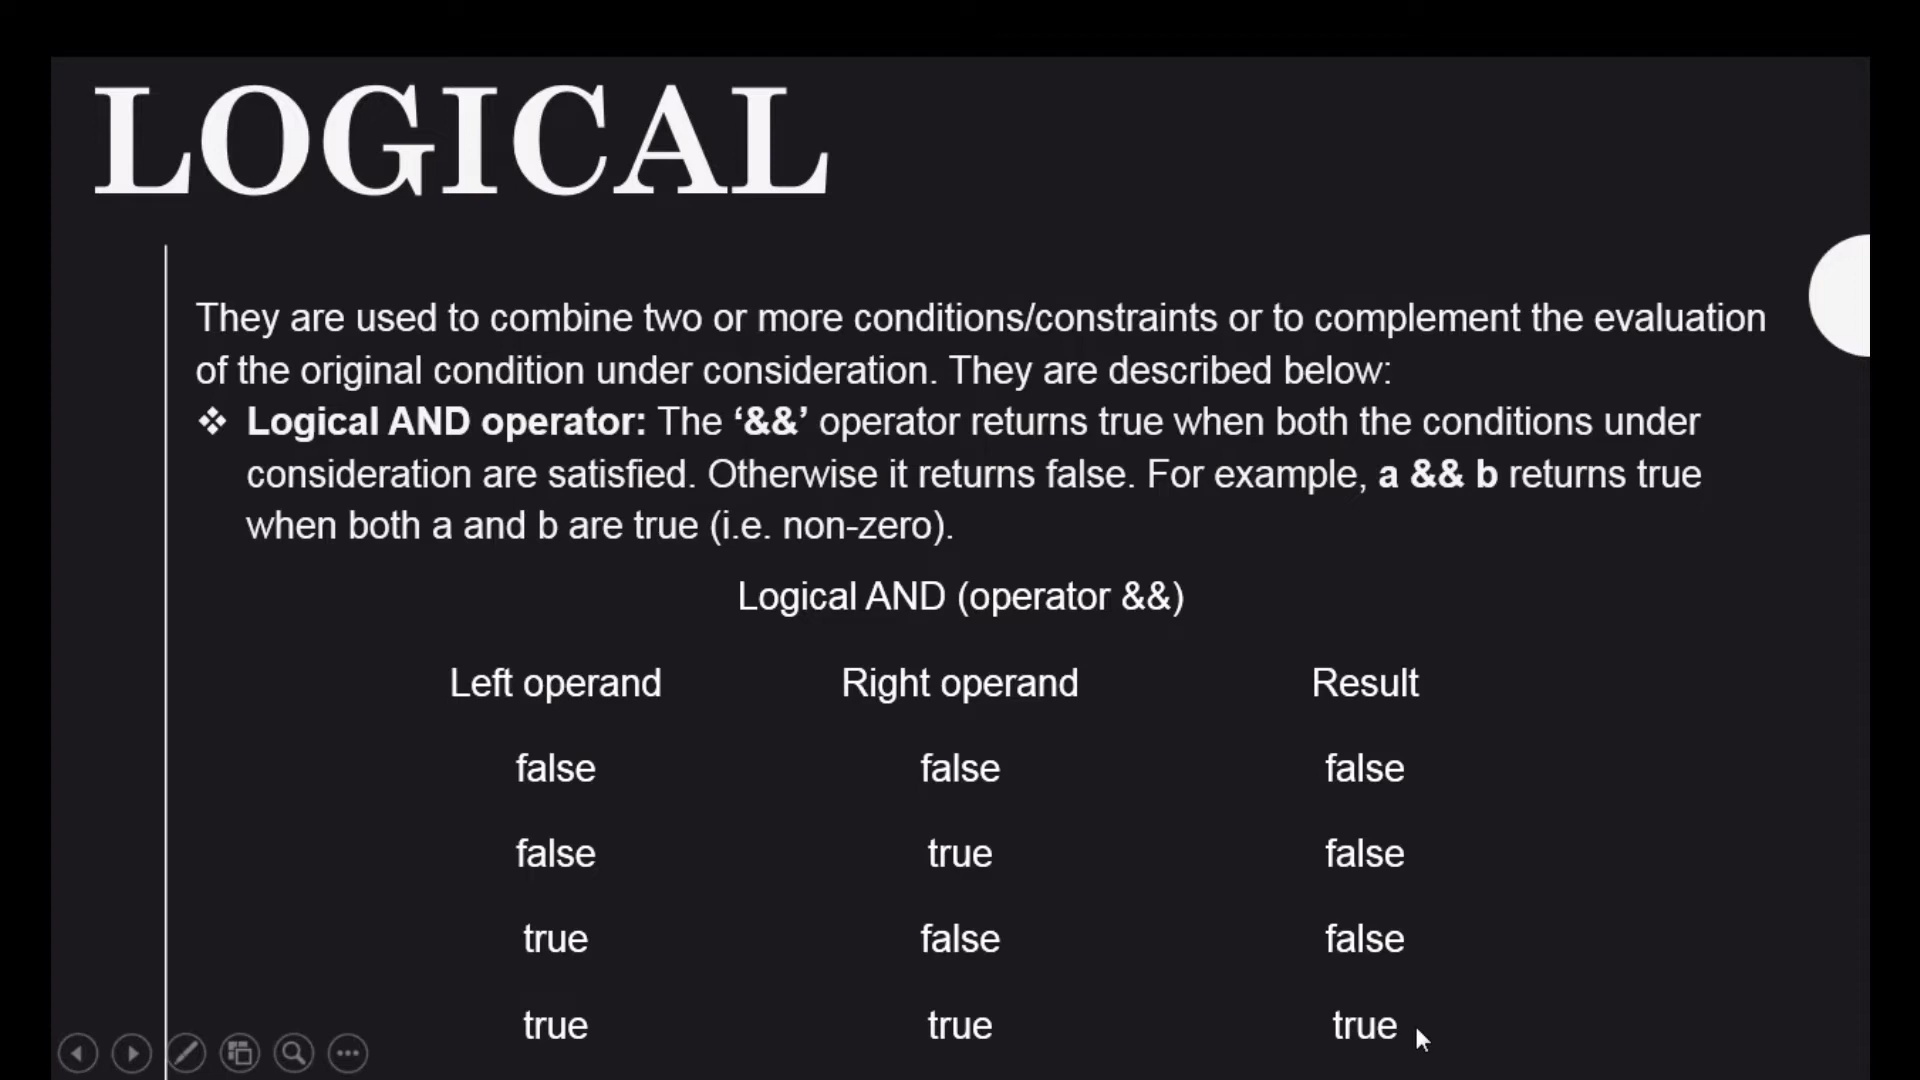 LOGICAL
They are used to combine two or more conditions/constraints or to complement the evaluation
of the original condition under consideration. They are described below:
❖ Logical AND operator: The ‘&&’ operator returns true when both the conditions under
consideration are satisfied. Otherwise it returns false. For example, a && b returns true
when both a and b are true (i.e. non-zero).
Logical AND (operator &&)
Left operand Right operand Result
false false false
false true false
true false false
true true true